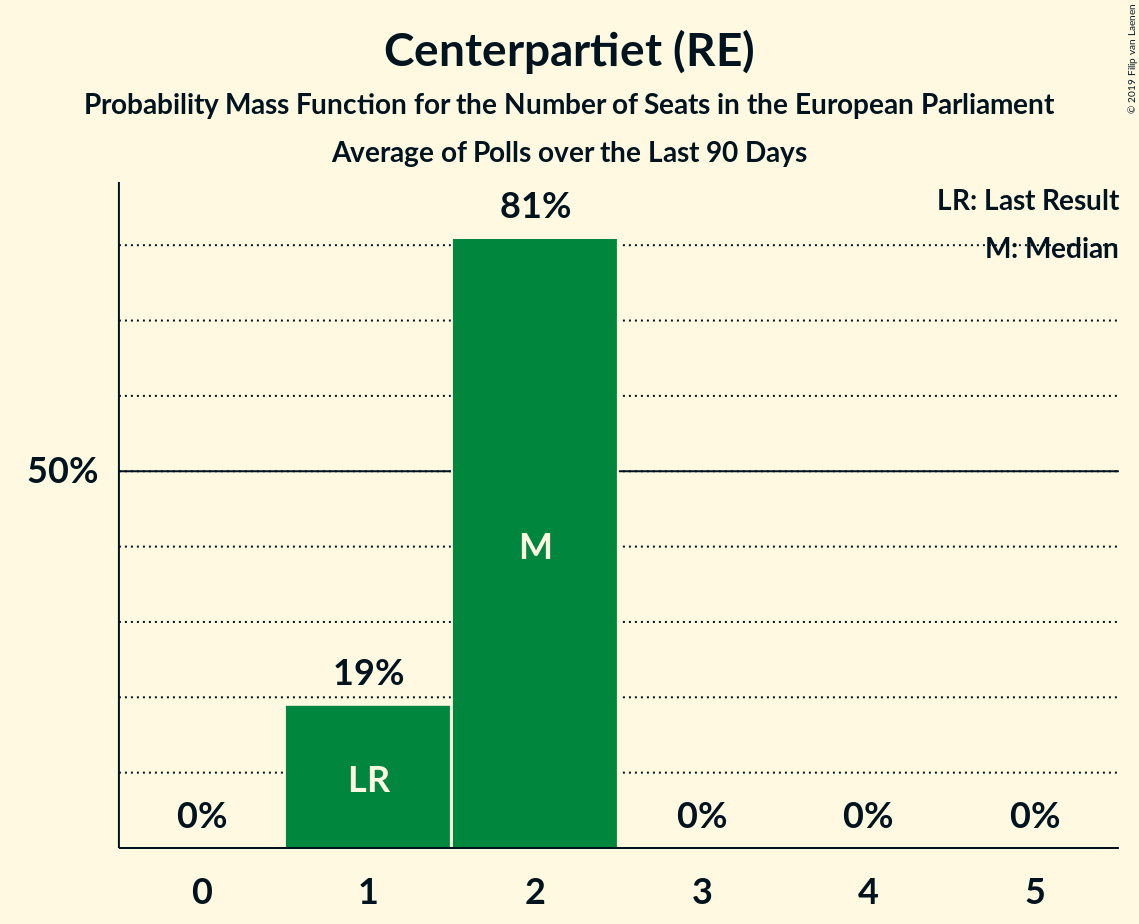 Centerpartiet (RE)
Probability Mass Function for the Number of Seats in the European Parliament
Average of Polls over the Last 90 Days
© 2019 Filip van Laenen
LR: Last Result
M: Median
81%
50%
M
19%
LR
0%
0%
0%
0%
0 1 2 3 4 5